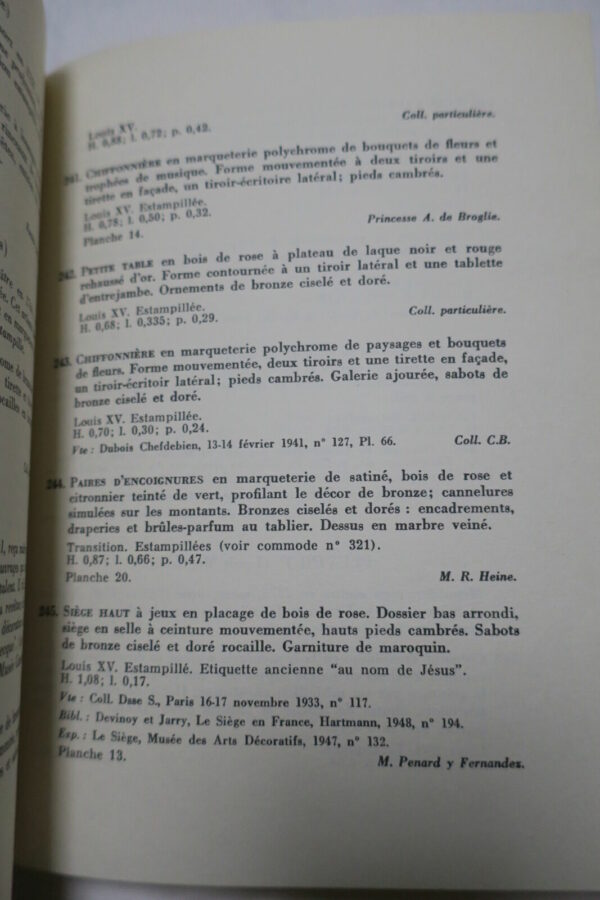 Louis XV.
H. 0,88; l. 0,72; p. 0,42.
Coll. particulière.
241. CHIFFONNIÈRE en marqueterie polychrome de bouquets de fleurs et
trophées de musique. Forme mouvementée à deux tiroirs et une
tirette en façade, un tiroir-écritoire latéral; pieds cambrés.
Louis XV. Estampillée.
H. 0,78; l. 0,50; p. 0,32.
Planche 14.
Princesse A. de Broglie.
242. PETITE TABLE en bois de rose à plateau de laque noir et rouge
rehaussé d'or. Forme contournée à un tiroir latéral et une tablette
d'entrejambe. Ornements de bronze ciselé et doré.
Louis XV. Estampillée.
H. 0,68; l. 0,335; p. 0,29.
Coll. particulière.
243. CHIFFONNIÈRE en marqueterie polychrome de paysages et bouquets
de fleurs. Forme mouvementée, deux tiroirs et une tirette en façade,
un tiroir-écritoir latéral; pieds cambrés. Galerie ajourée, sabots de
bronze ciselé et doré.
Louis XV. Estampillée.
H. 0,70; l. 0,30; p. 0,24.
Vte : Dubois Chefdebien, 13-14 février 1941, n° 127, Pl. 66.
Coll. C.B.
244. PAIRES D'ENCOIGNURES en marqueterie de satiné, bois de rose et
citronnier teinté de vert, profilant le décor de bronze; cannelures
simulées sur les montants. Bronzes ciselés et dorés : encadrements,
draperies et brûles-parfum au tablier. Dessus en marbre veiné.
Transition. Estampillées (voir commode n° 321).
H. 0,87; l. 0,66; p. 0,47.
Planche 20.
M. R. Heine.
245. SIÈGE HAUT à jeux en placage de bois de rose. Dossier bas arrondi,
siège en selle à ceinture mouvementée, hauts pieds cambrés. Sabots
de bronze ciselé et doré rocaille. Garniture de maroquin.
Louis XV. Estampillé. Etiquette ancienne "au nom de Jésus".
H. 1,08; l. 0,17.
Vte : Coll. Dsse S., Paris 16-17 novembre 1933, n° 117.
Bibl. : Devinoy et Jarry, Le Siège en France, Hartmann, 1948, n° 194.
Exp. : Le Siège, Musée des Arts Décoratifs, 1947, n° 132.
Planche 13.
M. Penard y Fernandez.